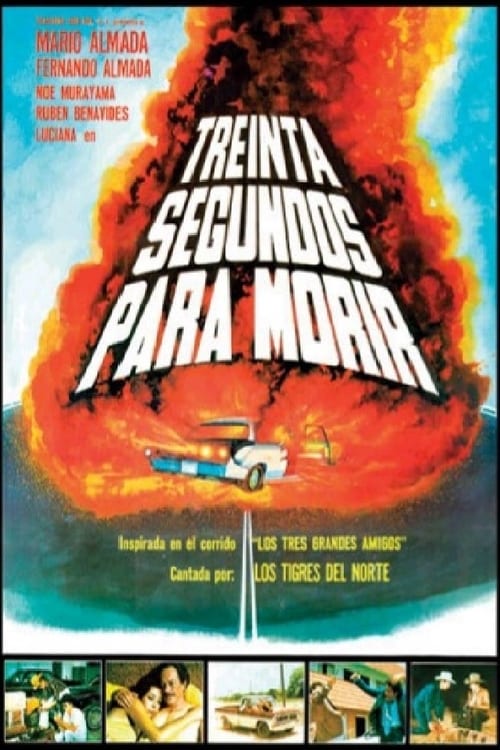 MARIO ALMADA
FERNANDO ALMADA
NOE MURAYAMA
RUBEN BENAVIDES
LUCIANA en
TREINTA
SEGUNDOS
PARA MORIR
Inspirada en el corrido "LOS TRES GRANDES AMIGOS"
Cantada por: LOS TIGRES DEL NORTE